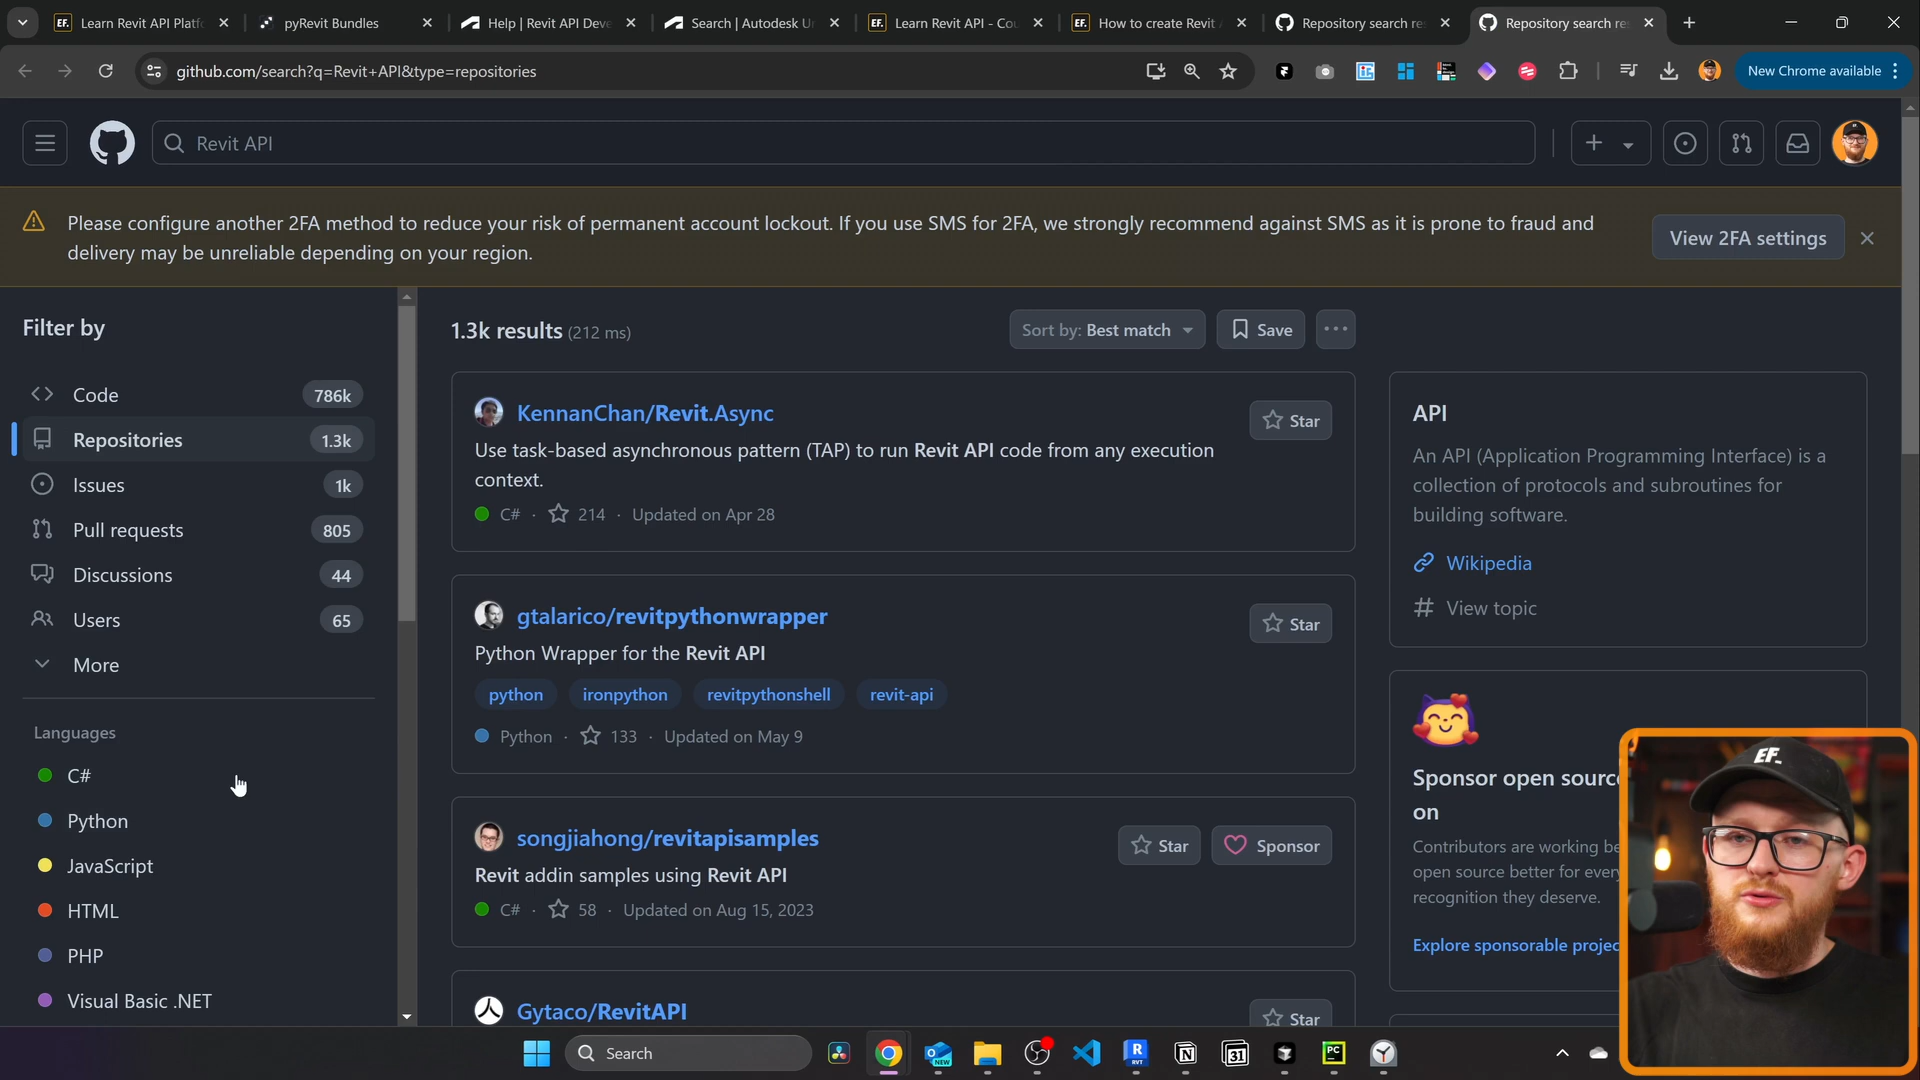 Learn Revit API Platf
pyRevit Bundles
Help | Revit API Deve
Search | Autodesk U
EF. Learn Revit API - Co
EF. How to create Revit
Repository search re
Repository search re
github.com/search?q=Revit+API&type=repositories
New Chrome available
Revit API
Please configure another 2FA method to reduce your risk of permanent account lockout. If you use SMS for 2FA, we strongly recommend against SMS as it is prone to fraud and
delivery may be unreliable depending on your region.
View 2FA settings
Filter by
Code 786k
Repositories 1.3k
Issues 1k
Pull requests 805
Discussions 44
Users 65
More
Languages
C#
Python
JavaScript
HTML
PHP
Visual Basic .NET
1.3k results (212 ms)
Sort by: Best match
Save
KennanChan/Revit.Async
Star
Use task-based asynchronous pattern (TAP) to run Revit API code from any execution
context.
C# · 214 · Updated on Apr 28
gtalarico/revitpythonwrapper
Star
Python Wrapper for the Revit API
python ironpython revitpythonshell revit-api
Python · 133 · Updated on May 9
songjiahong/revitapisamples
Star
Sponsor
Revit addin samples using Revit API
C# · 58 · Updated on Aug 15, 2023
Gytaco/RevitAPI
Star
API
An API (Application Programming Interface) is a
collection of protocols and subroutines for
building software.
Wikipedia
View topic
Sponsor open sourc
on
Contributors are working be
open source better for every
recognition they deserve.
Explore sponsorable projec
EF.
Search
NEW
R
RVT
31
PC